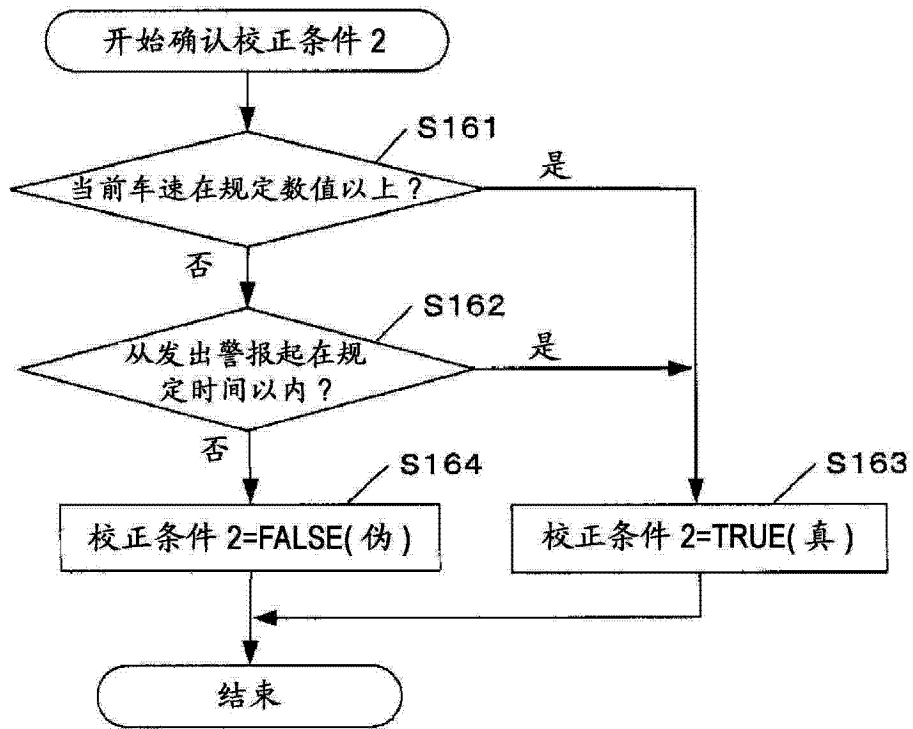 开始确认校正条件 2
S161
当前车速在规定数值以上？
是
否
S162
从发出警报起在规
定时间以内？
是
否
S164
校正条件 2=FALSE( 伪 )
S163
校正条件 2=TRUE( 真 )
结束